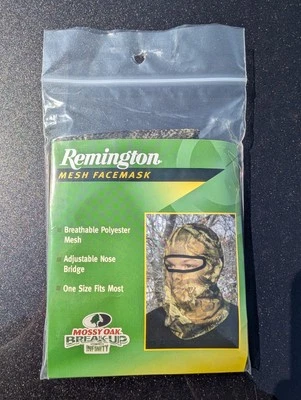 Remington
MESH FACEMASK
Breathable Polyester
Mesh
Adjustable Nose
Bridge
One Size Fits Most
MOSSY OAK
BREAK-UP
INFINITY